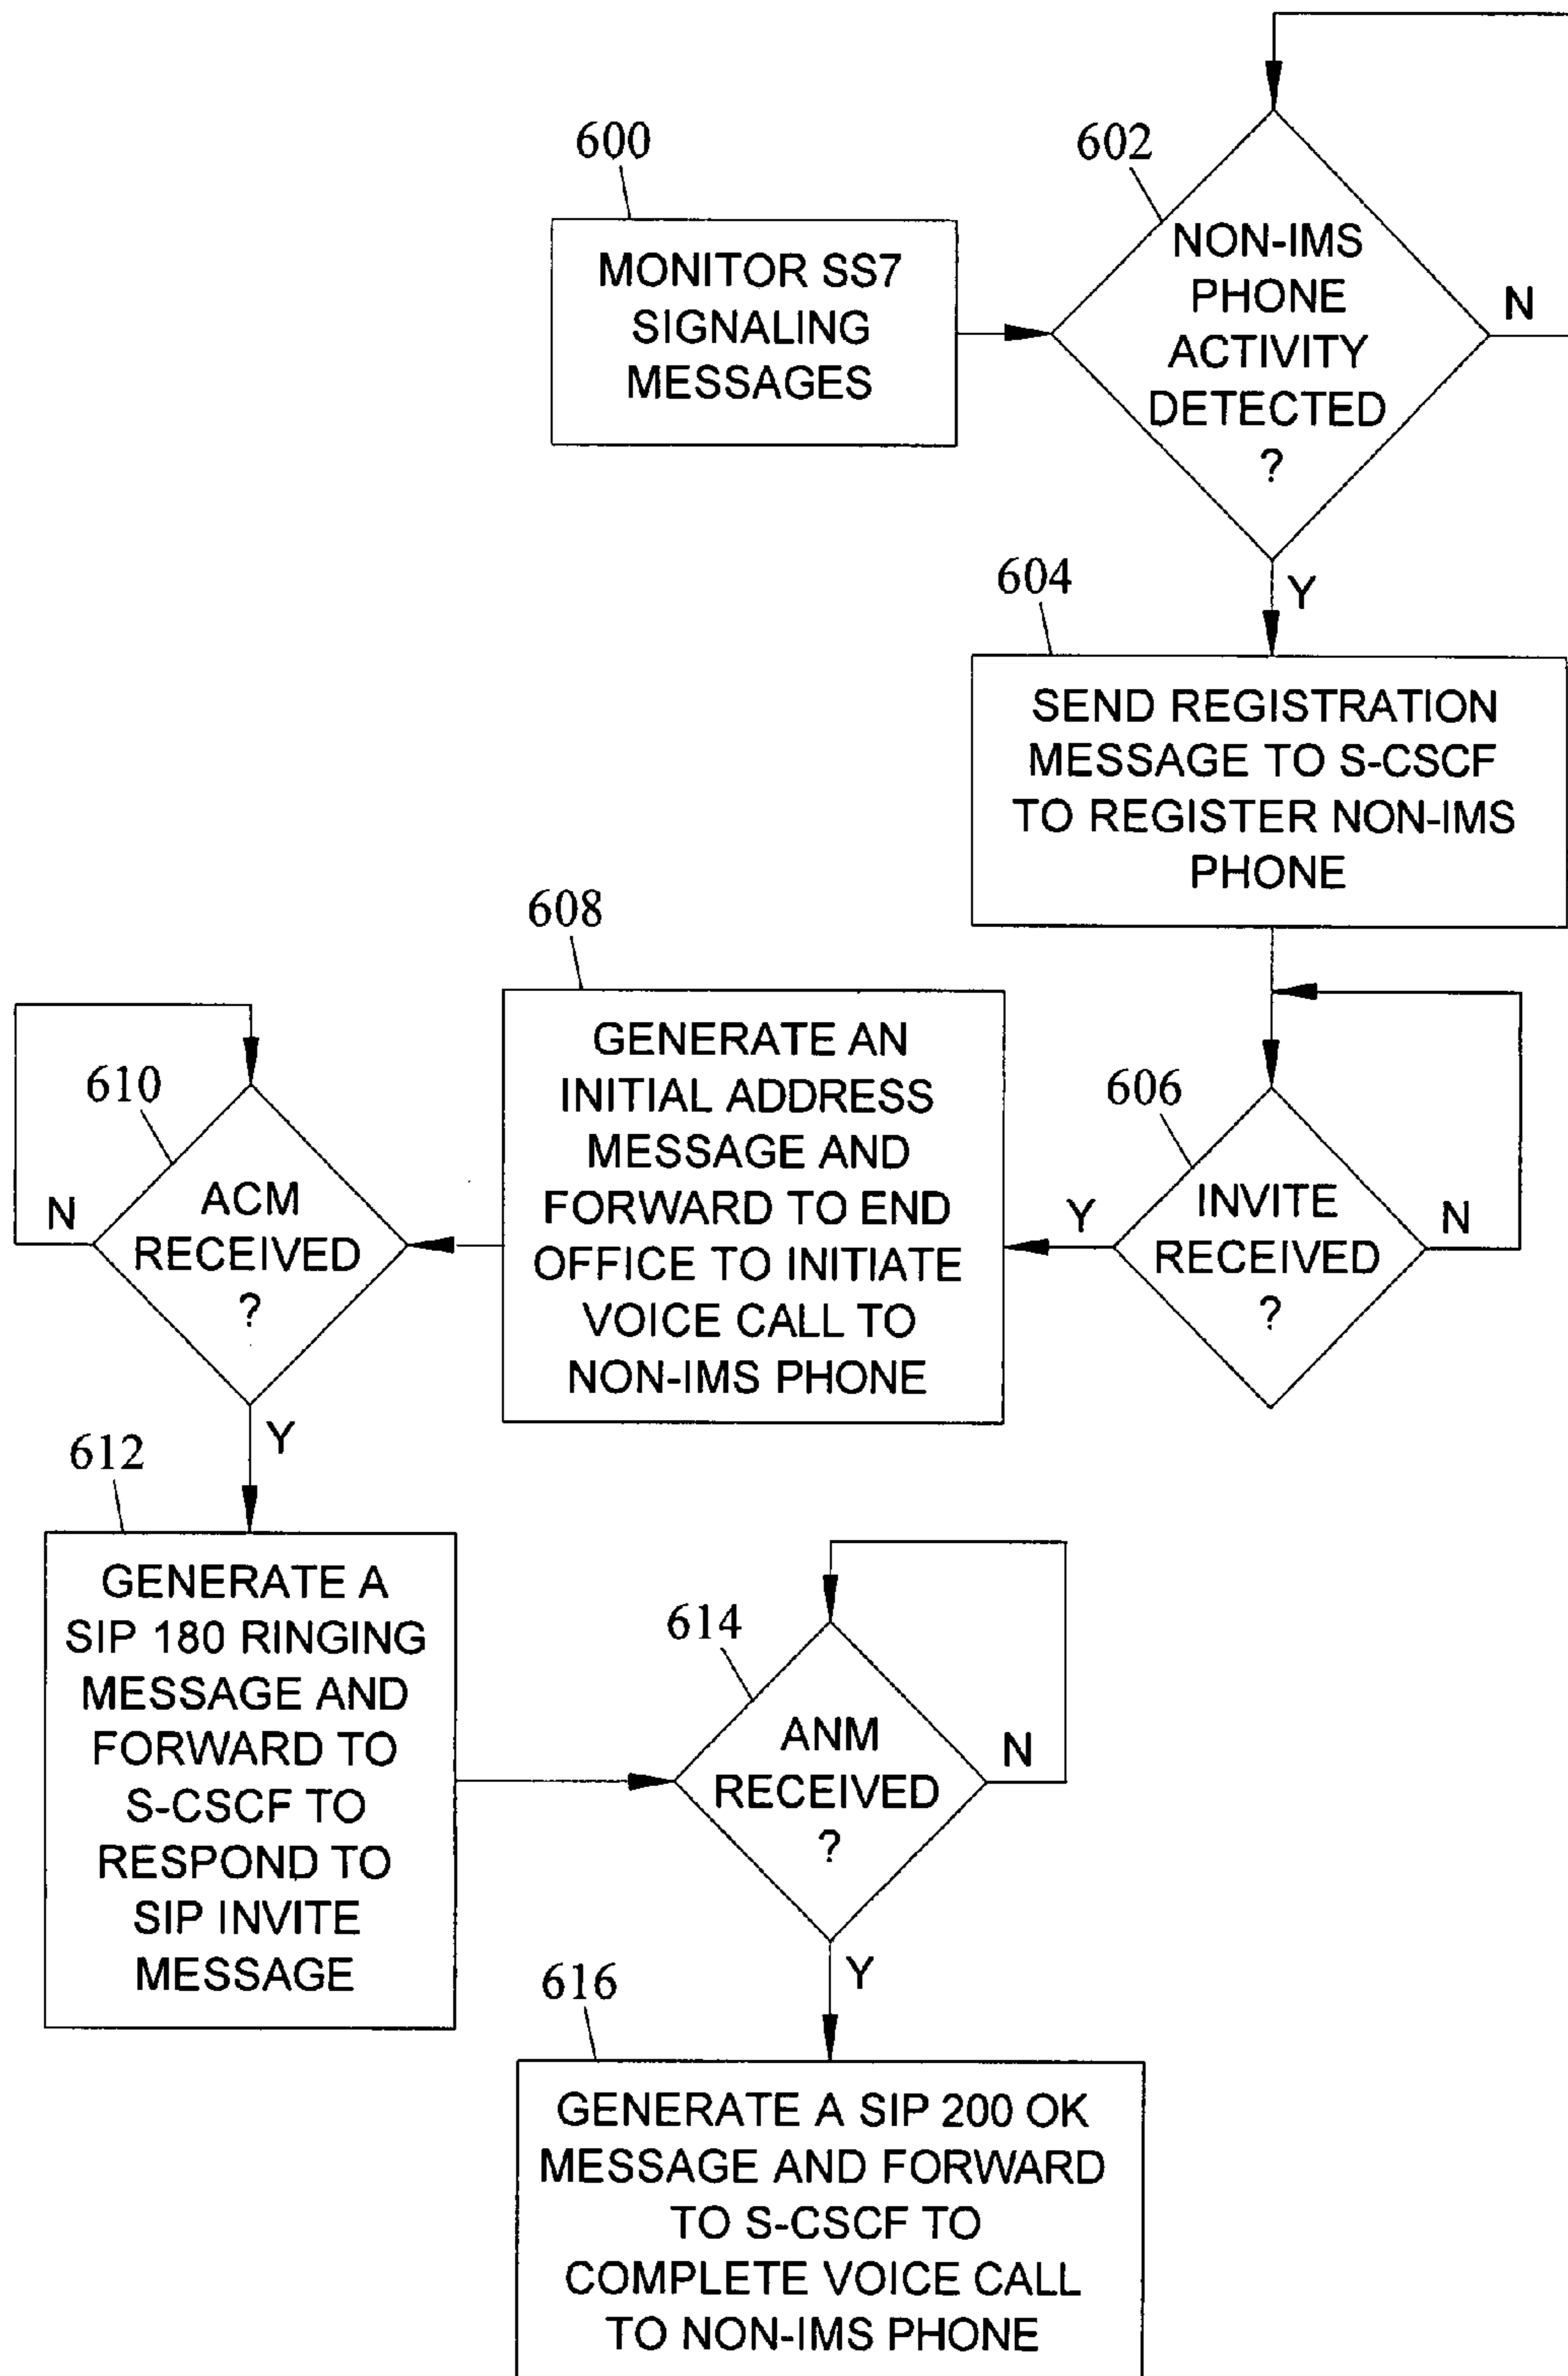 600
MONITOR SS7
SIGNALING
MESSAGES
602
NON-IMS
PHONE
ACTIVITY
DETECTED
?
N
Y
604
SEND REGISTRATION
MESSAGE TO S-CSCF
TO REGISTER NON-IMS
PHONE
606
INVITE
RECEIVED
?
N
Y
608
GENERATE AN
INITIAL ADDRESS
MESSAGE AND
FORWARD TO END
OFFICE TO INITIATE
VOICE CALL TO
NON-IMS PHONE
610
ACM
RECEIVED
?
N
Y
612
GENERATE A
SIP 180 RINGING
MESSAGE AND
FORWARD TO
S-CSCF TO
RESPOND TO
SIP INVITE
MESSAGE
614
ANM
RECEIVED
?
N
Y
616
GENERATE A SIP 200 OK
MESSAGE AND FORWARD
TO S-CSCF TO
COMPLETE VOICE CALL
TO NON-IMS PHONE